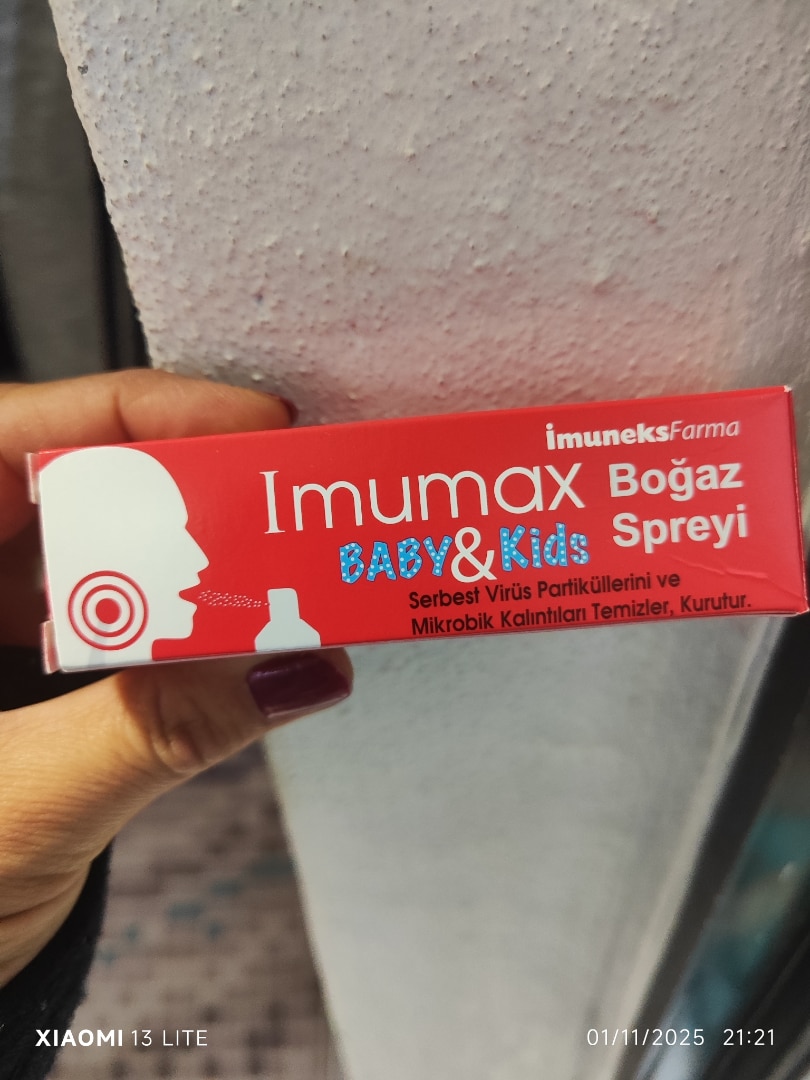 imuneksFarma
Imumax Boğaz
BABY&Kids Spreyi
Serbest Virüs Partiküllerini ve
Mikrobik Kalıntıları Temizler, Kurutur.
XIAOMI 13 LITE
01/11/2025 21:21